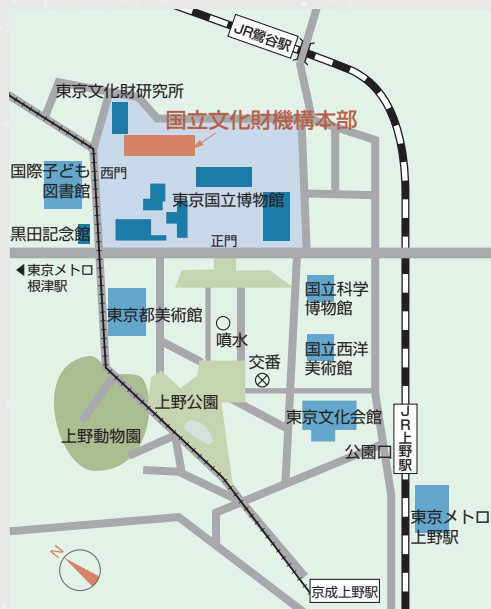 JR鶯谷駅
東京文化財研究所
国立文化財機構本部
国際子ども
図書館
西門
東京国立博物館
黒田記念館
正門
東京メトロ
根津駅
国立科学
博物館
東京都美術館
噴水
国立西洋
美術館
交番
上野公園
東京文化会館
上野動物園
公園口
JR上野駅
東京メトロ
上野駅
N
京成上野駅